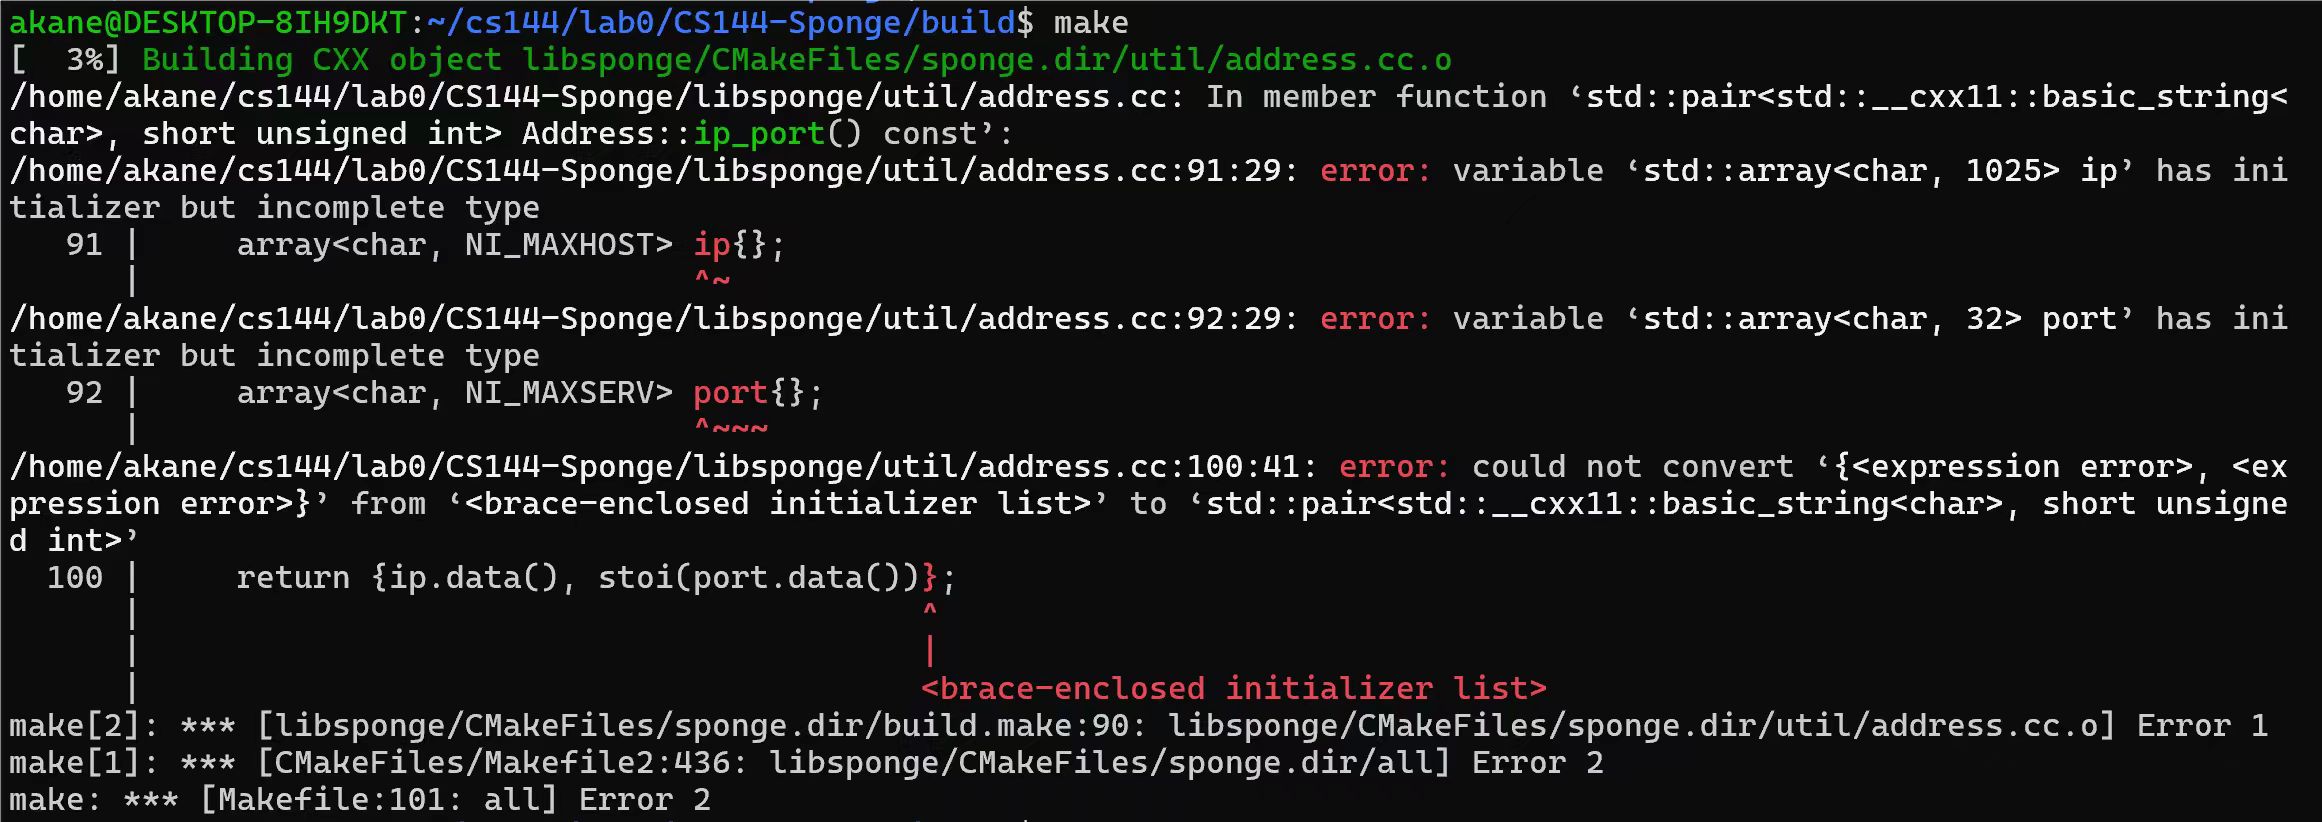 akane@DESKTOP-8IH9DKT:~/cs144/lab0/CS144-Sponge/build$ make
[  3%] Building CXX object libsponge/CMakeFiles/sponge.dir/util/address.cc.o
/home/akane/cs144/lab0/CS144-Sponge/libsponge/util/address.cc: In member function ‘std::pair<std::__cxx11::basic_string<
char>, short unsigned int> Address::ip_port() const’:
/home/akane/cs144/lab0/CS144-Sponge/libsponge/util/address.cc:91:29: error: variable ‘std::array<char, 1025> ip’ has ini
tializer but incomplete type
   91 |     array<char, NI_MAXHOST> ip{};
      |                             ^~
/home/akane/cs144/lab0/CS144-Sponge/libsponge/util/address.cc:92:29: error: variable ‘std::array<char, 32> port’ has ini
tializer but incomplete type
   92 |     array<char, NI_MAXSERV> port{};
      |                             ^~~~
/home/akane/cs144/lab0/CS144-Sponge/libsponge/util/address.cc:100:41: error: could not convert ‘{<expression error>, <ex
pression error>}’ from ‘<brace-enclosed initializer list>’ to ‘std::pair<std::__cxx11::basic_string<char>, short unsigne
d int>’
  100 |     return {ip.data(), stoi(port.data())};
      |                                         ^
      |                                         |
      |                                         <brace-enclosed initializer list>
make[2]: *** [libsponge/CMakeFiles/sponge.dir/build.make:90: libsponge/CMakeFiles/sponge.dir/util/address.cc.o] Error 1
make[1]: *** [CMakeFiles/Makefile2:436: libsponge/CMakeFiles/sponge.dir/all] Error 2
make: *** [Makefile:101: all] Error 2